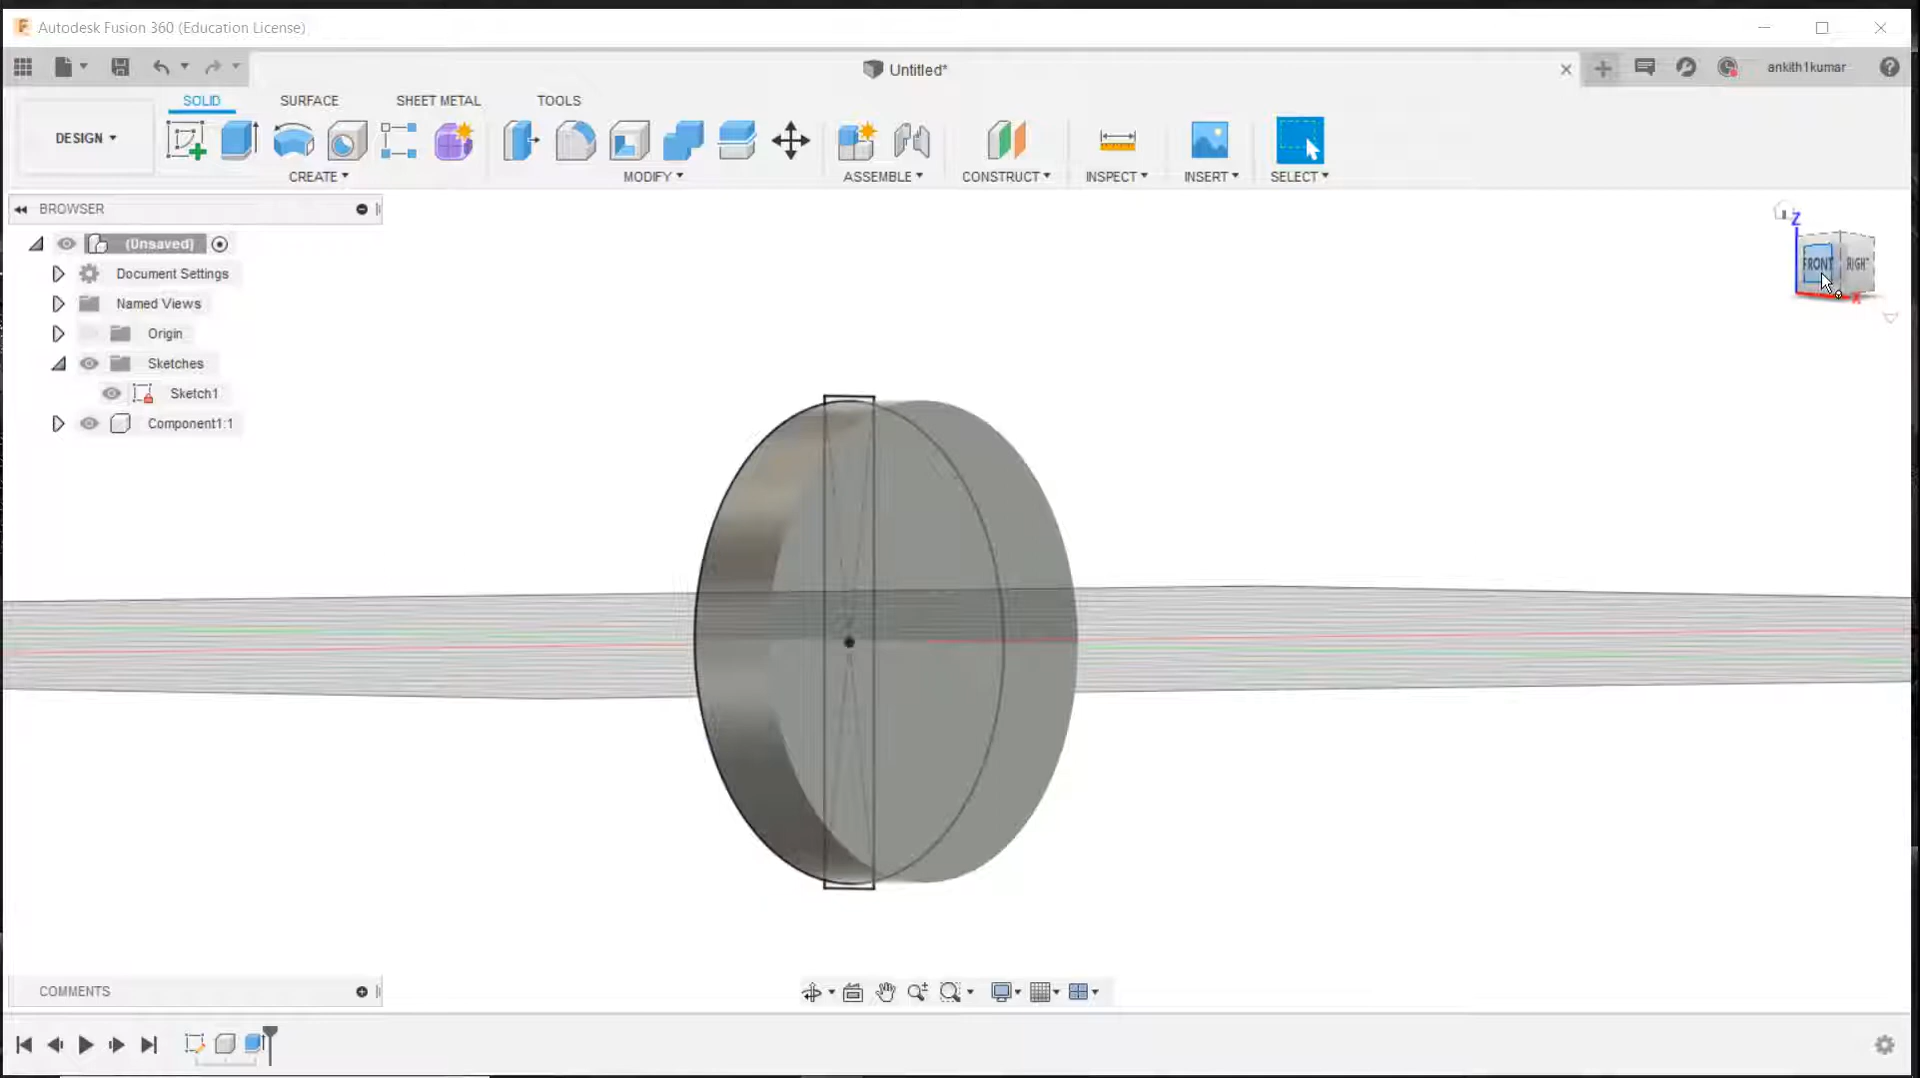 Autodesk Fusion 360 (Education License)
Untitled*
ankith1kumar
SOLID SURFACE SHEET METAL TOOLS
DESIGN
CREATE MODIFY ASSEMBLE CONSTRUCT INSPECT INSERT SELECT
BROWSER
(Unsaved)
Document Settings
Named Views
Origin
Sketches
Sketch1
Component1:1
Z
FRONT RIGHT
X
COMMENTS